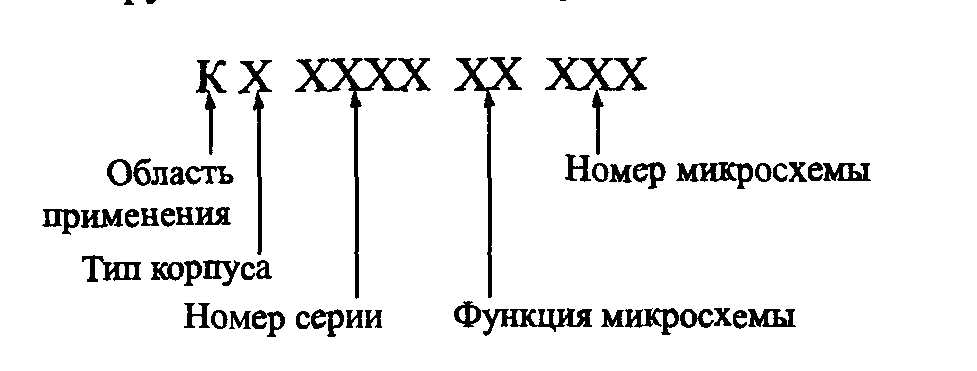 К Х ХХХХ ХХ ХХХ
Область
применения
Номер микросхемы
Тип корпуса
Номер серии
Функция микросхемы